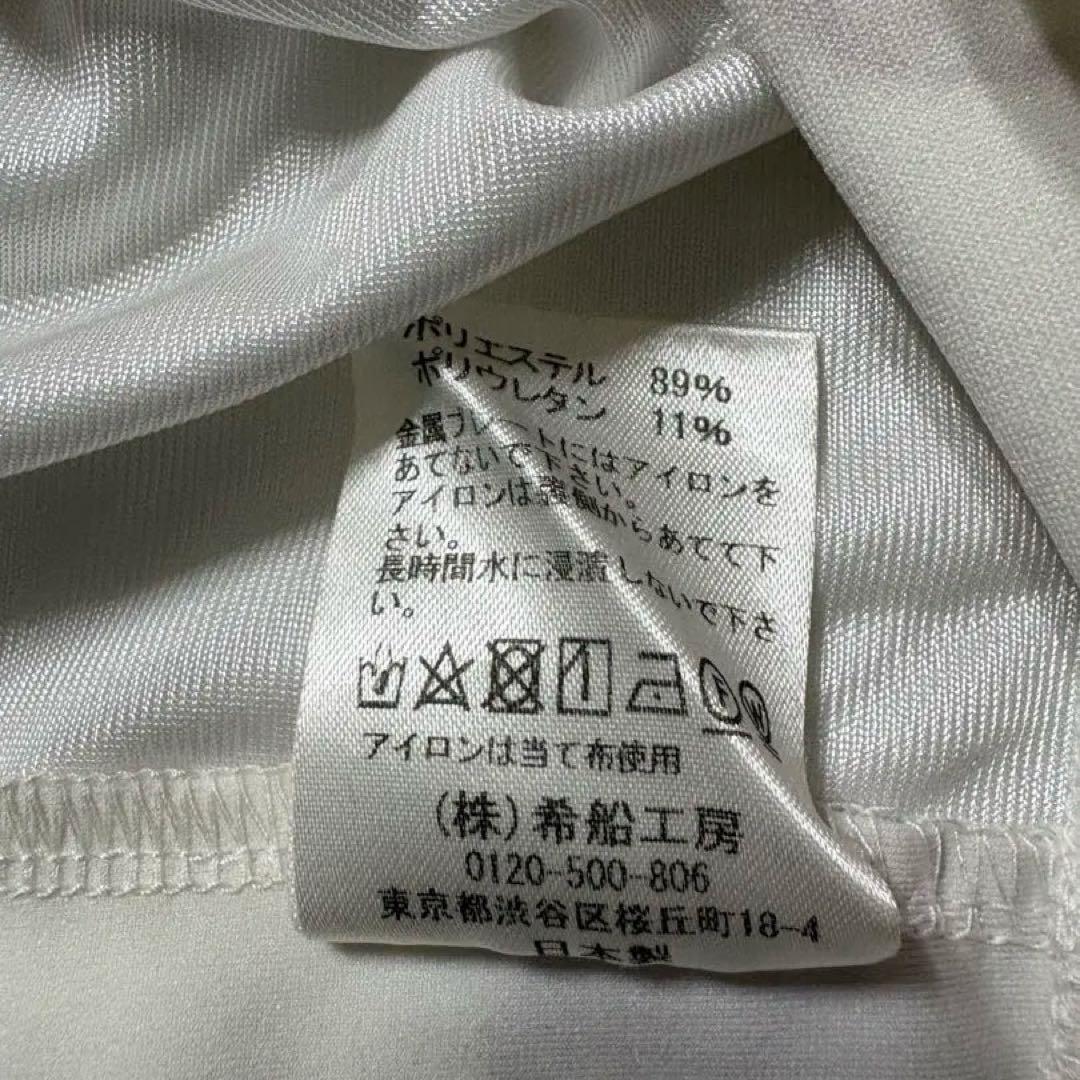 ポリエステル 89%
ポリウレタン 11%
金属プレートにはアイロンを
あてないで下さい。
アイロンは裏側からあてて下
さい。
長時間水に浸漬しないで下さ
い。
F W
アイロンは当て布使用
(株)希船工房
0120-500-806
東京都渋谷区桜丘町18-4
日本製